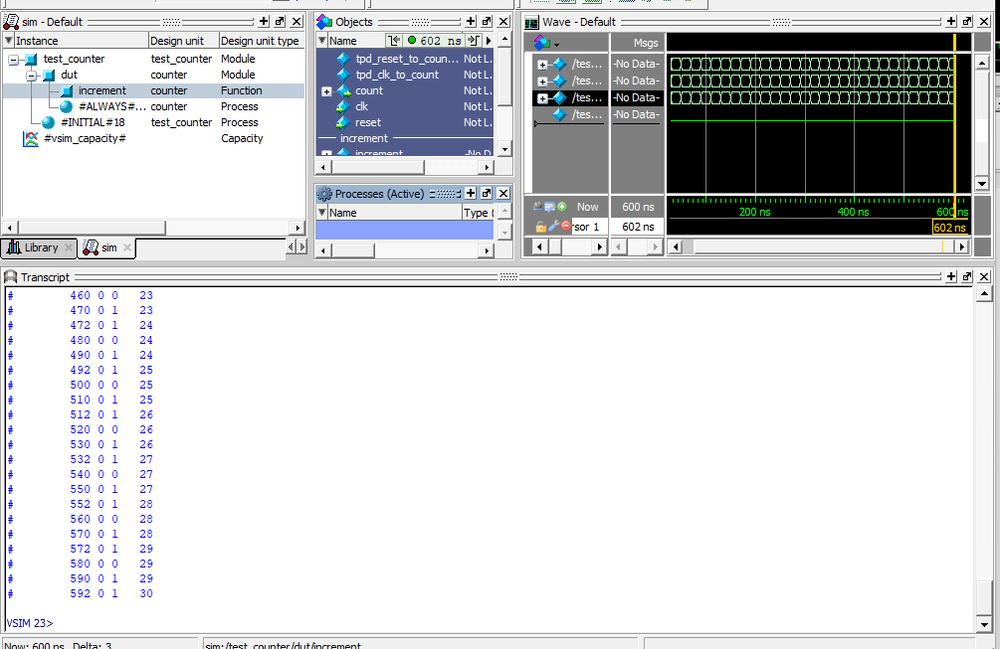 sim - Default
Instance Design unit Design unit type
test_counter test_counter Module
dut counter Module
increment counter Function
#ALWAYS#... counter Process
#INITIAL#18 test_counter Process
#vsim_capacity# Capacity
Library sim
Objects
Name 602 ns
tpd_reset_to_coun... Not L.
tpd_clk_to_count Not L.
count Not L.
clk Not L.
reset Not L.
increment
increment -No D
Processes (Active)
Name Type (
Wave - Default
Msgs
/tes... -No Data-
/tes... -No Data-
/tes... -No Data-
/tes... -No Data-
Now 600 ns 200 ns 400 ns 600 ns
rsor 1 602 ns 602 ns
Transcript
# 460 0 0 23
# 470 0 1 23
# 472 0 1 24
# 480 0 0 24
# 490 0 1 24
# 492 0 1 25
# 500 0 0 25
# 510 0 1 25
# 512 0 1 26
# 520 0 0 26
# 530 0 1 26
# 532 0 1 27
# 540 0 0 27
# 550 0 1 27
# 552 0 1 28
# 560 0 0 28
# 570 0 1 28
# 572 0 1 29
# 580 0 0 29
# 590 0 1 29
# 592 0 1 30
VSIM 23>
Now: 600 ns Delta: 3 sim:/test_counter/dut/increment